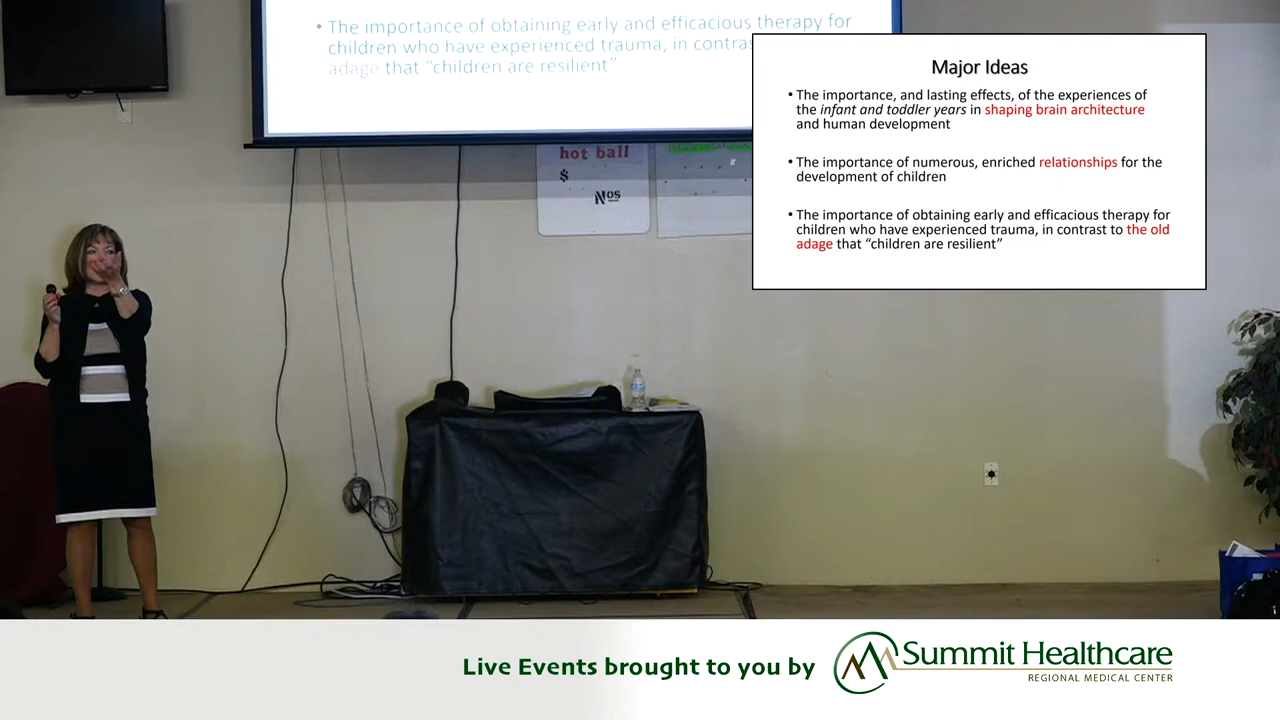 • The importance of obtaining early and efficacious therapy for
children who have experienced trauma, in contras
adage that “children are resilient”
Major Ideas
• The importance, and lasting effects, of the experiences of
the infant and toddler years in shaping brain architecture
and human development
• The importance of numerous, enriched relationships for the
development of children
• The importance of obtaining early and efficacious therapy for
children who have experienced trauma, in contrast to the old
adage that “children are resilient”
hot ball
$
Nos
Live Events brought to you by
Summit Healthcare
REGIONAL MEDICAL CENTER